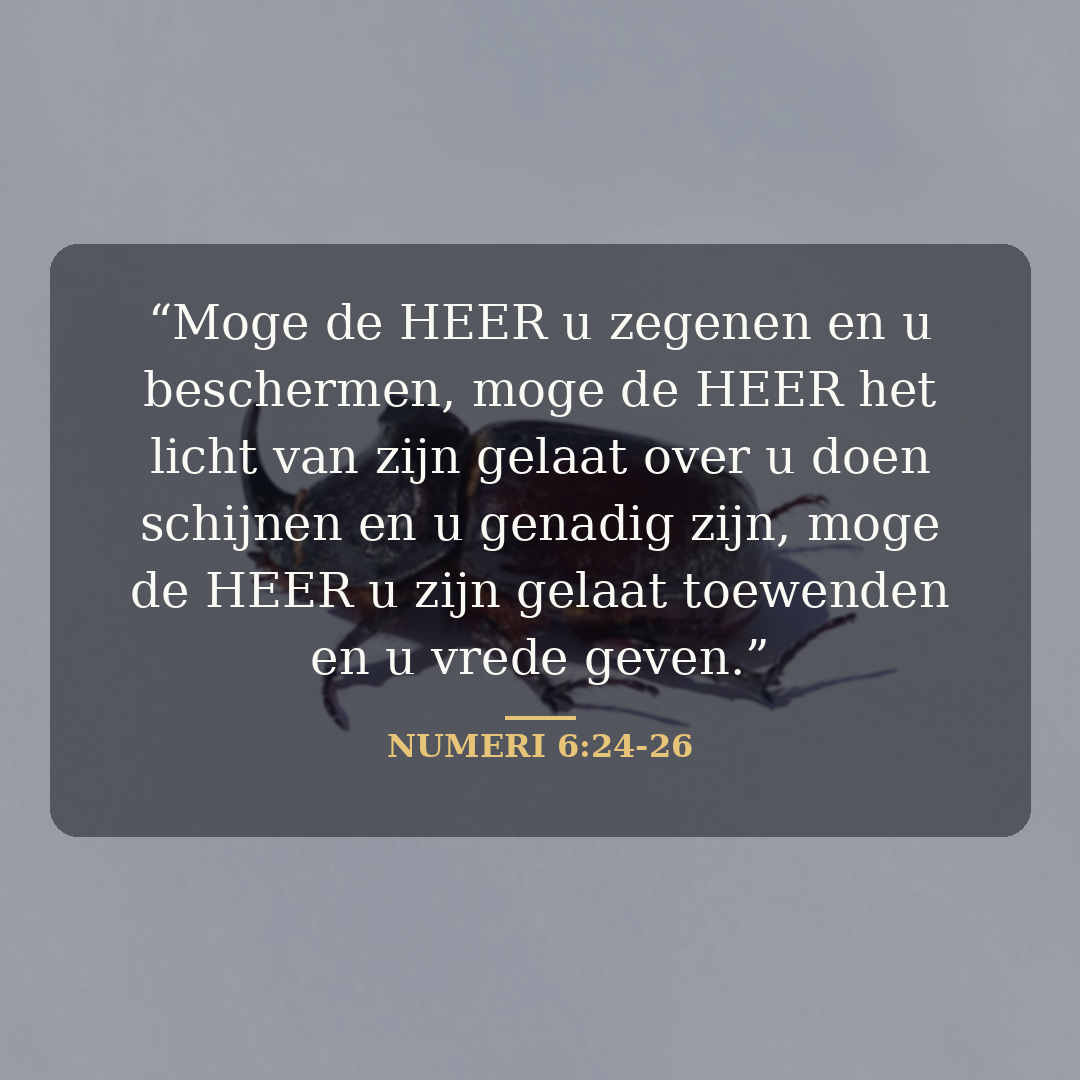 “Moge de HEER u zegenen en u
beschermen, moge de HEER het
licht van zijn gelaat over u doen
schijnen en u genadig zijn, moge
de HEER u zijn gelaat toewenden
en u vrede geven.”
NUMERI 6:24-26